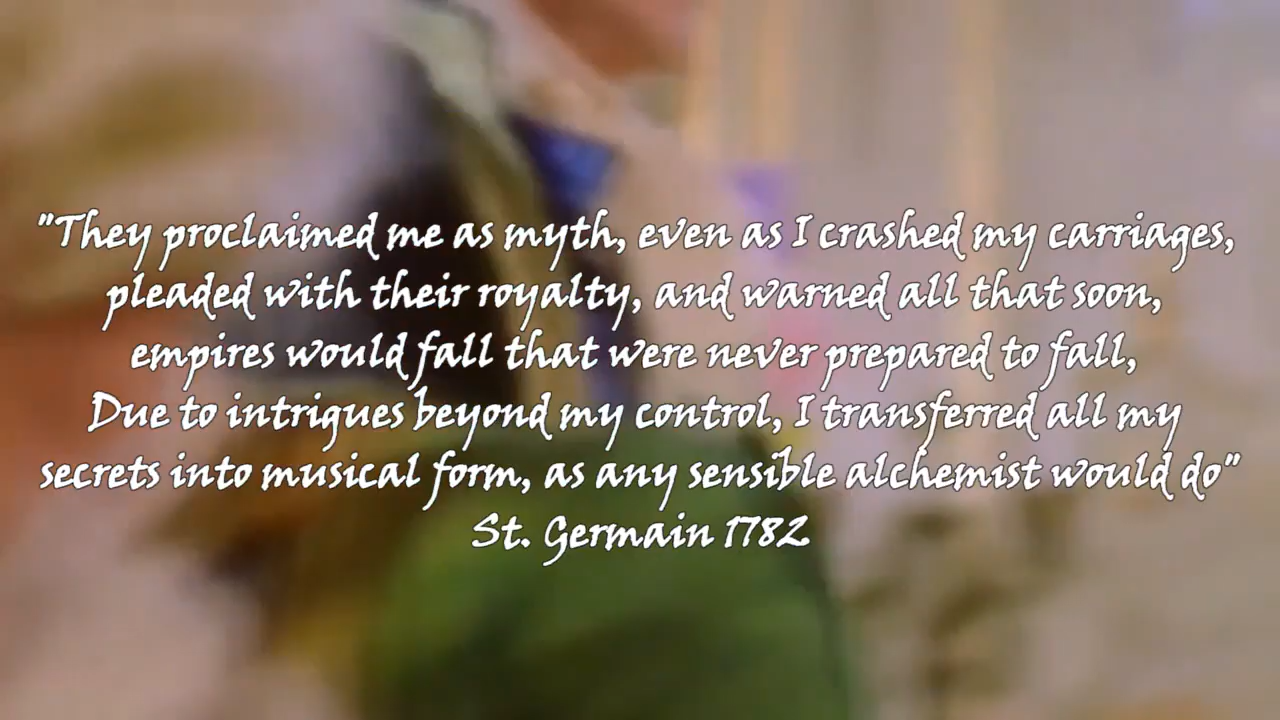 "They proclaimed me as myth, even as I crashed my carriages,
pleaded with their royalty, and warned all that soon,
empires would fall that were never prepared to fall,
Due to intrigues beyond my control, I transferred all my
secrets into musical form, as any sensible alchemist would do"
St. Germain 1782